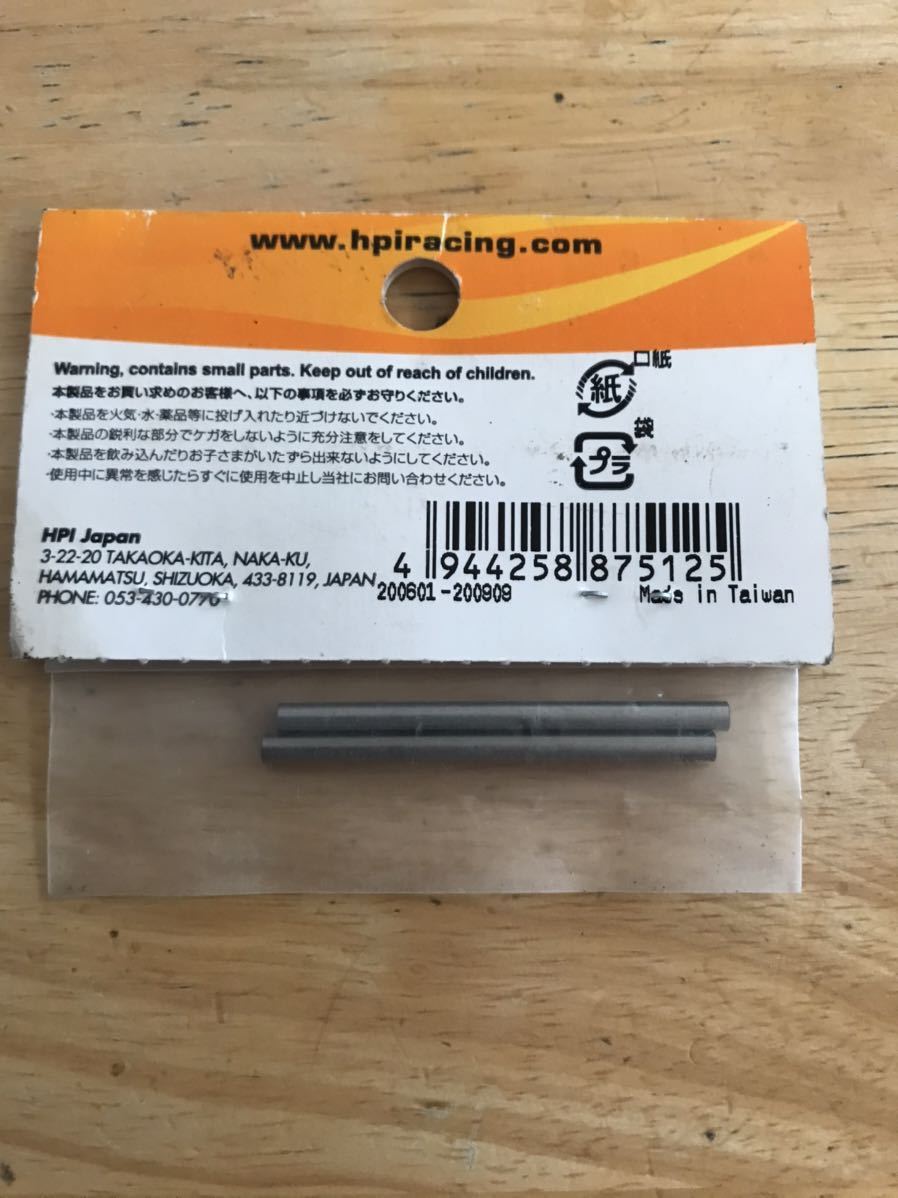 www.hpiracing.com
Warning, contains small parts. Keep out of reach of children.
本製品をお買い求めのお客様へ、以下の事項を必ずお守りください。
・本製品を火気・水・薬品等に投げ入れたり近づけないでください。
・本製品の鋭利な部分でケガをしないように充分注意をしてください。
・本製品を飲み込んだりお子さまがいたずら出来ないようにしてください。
・使用中に異常を感じたらすぐに使用を中止し当社にお問い合わせください。
口紙
紙
袋
プラ
HPI Japan
3-22-20 TAKAOKA-KITA, NAKA-KU,
HAMAMATSU, SHIZUOKA, 433-8119, JAPAN
PHONE: 053-430-0770
4 944258 875125
200601-200909
Made in Taiwan